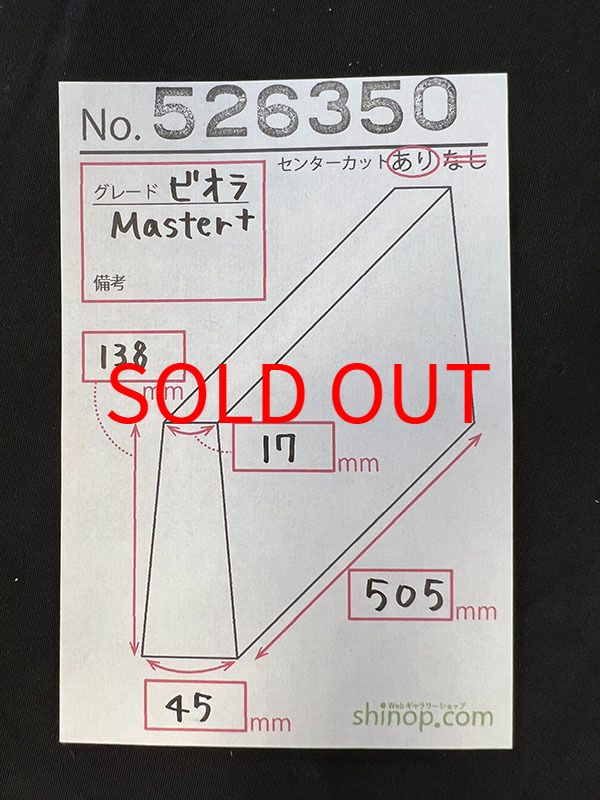 No. 526350
センターカット あり なし
グレード ビオラ
Master+
備考
138 mm
SOLD OUT
17 mm
505 mm
45 mm
Webギャラリーショップ
shinop.com